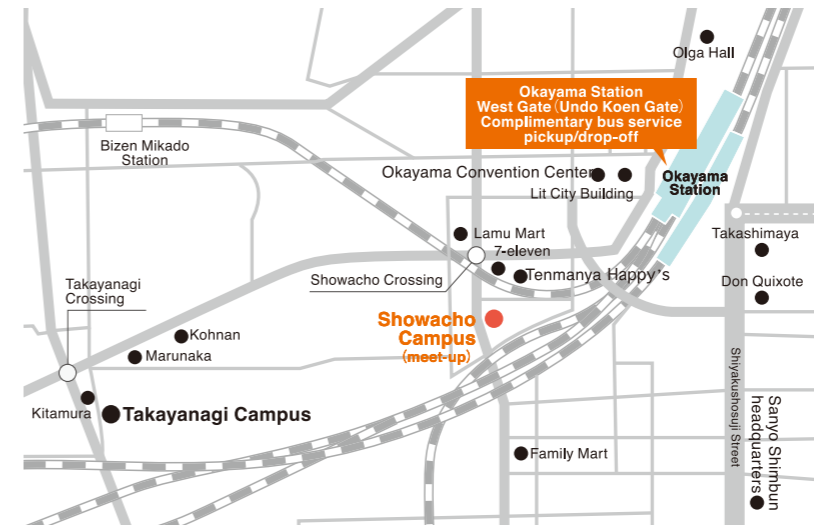 Olga Hall
Okayama Station
West Gate（Undo Koen Gate）
Complimentary bus service
pickup/drop-off
Bizen Mikado
Station
Okayama Convention Center
Lit City Building
Okayama
Station
Lamu Mart
7-eleven
Takashimaya
Takayanagi
Crossing
Showacho Crossing
Tenmanya Happy's
Don Quixote
Showacho
Campus
(meet-up)
Kohnan
Marunaka
Kitamura
Takayanagi Campus
Shiyakushosuji Street
Sanyo Shimbun
headquarters
Family Mart